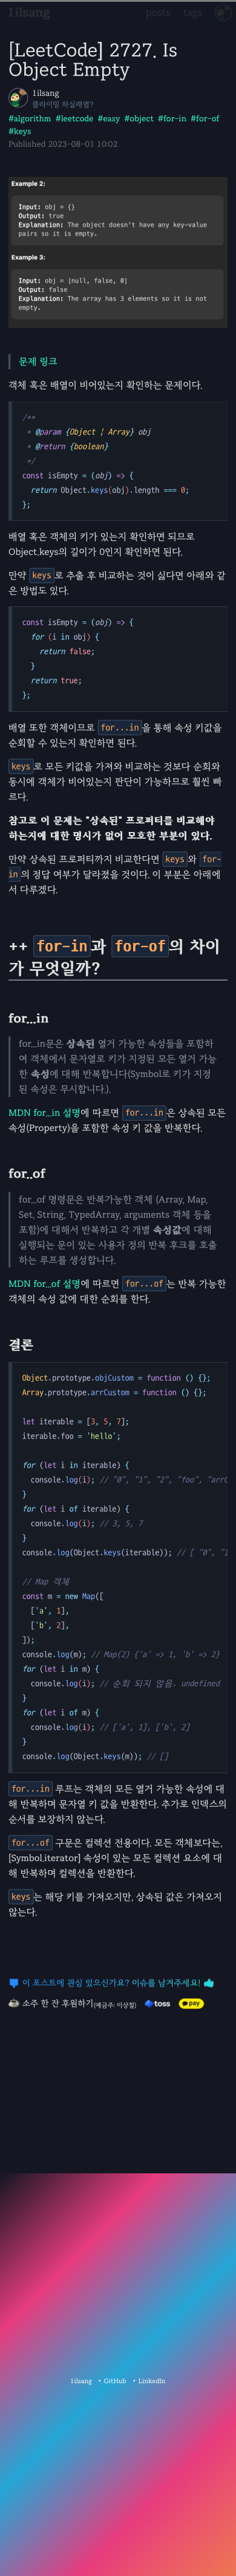 1ilsang
posts
tags
[LeetCode] 2727. Is
Object Empty
1ilsang
클라이밍 하실래염?
#algorithm #leetcode #easy #object #for-in #for-of
#keys
Published 2023-08-01 10:02
Example 2:
Input: obj = {}
Output: true
Explanation: The object doesn't have any key-value
pairs so it is empty.
Example 3:
Input: obj = [null, false, 0]
Output: false
Explanation: The array has 3 elements so it is not
empty.
문제 링크
객체 혹은 배열이 비어있는지 확인하는 문제이다.
/**
* @param {Object | Array} obj
* @return {boolean}
*/
const isEmpty = (obj) => {
return Object.keys(obj).length === 0;
};
배열 혹은 객체의 키가 있는지 확인하면 되므로
Object.keys의 길이가 0인지 확인하면 된다.
만약 keys 로 추출 후 비교하는 것이 싫다면 아래와 같
은 방법도 있다.
const isEmpty = (obj) => {
for (i in obj) {
return false;
}
return true;
};
배열 또한 객체이므로 for...in 을 통해 속성 키값을
순회할 수 있는지 확인하면 된다.
keys 로 모든 키값을 가져와 비교하는 것보다 순회와
동시에 객체가 비어있는지 판단이 가능하므로 훨씬 빠
르다.
참고로 이 문제는 "상속된" 프로퍼티를 비교해야
하는지에 대한 명시가 없어 모호한 부분이 있다.
만약 상속된 프로퍼티까지 비교한다면 keys 와 for-
in 의 정답 여부가 달라졌을 것이다. 이 부분은 아래에
서 다루겠다.
++ for-in 과 for-of 의 차이
가 무엇일까?
for...in
for...in문은 상속된 열거 가능한 속성들을 포함하
여 객체에서 문자열로 키가 지정된 모든 열거 가능
한 속성에 대해 반복합니다(Symbol로 키가 지정
된 속성은 무시합니다.).
MDN for...in 설명에 따르면 for...in 은 상속된 모든
속성(Property)을 포함한 속성 키 값을 반복한다.
for..of
for...of 명령문은 반복가능한 객체 (Array, Map,
Set, String, TypedArray, arguments 객체 등을
포함)에 대해서 반복하고 각 개별 속성값에 대해
실행되는 문이 있는 사용자 정의 반복 후크를 호출
하는 루프를 생성합니다.
MDN for...of 설명에 따르면 for...of 는 반복 가능한
객체의 속성 값에 대한 순회를 한다.
결론
Object.prototype.objCustom = function () {};
Array.prototype.arrCustom = function () {};
let iterable = [3, 5, 7];
iterable.foo = 'hello';
for (let i in iterable) {
console.log(i); // "0", "1", "2", "foo", "arrC
}
for (let i of iterable) {
console.log(i); // 3, 5, 7
}
console.log(Object.keys(iterable)); // [ "0", "1
// Map 객체
const m = new Map([
['a', 1],
['b', 2],
]);
console.log(m); // Map(2) {'a' => 1, 'b' => 2}
for (let i in m) {
console.log(i); // 순회 되지 않음. undefined
}
for (let i of m) {
console.log(i); // ['a', 1], ['b', 2]
}
console.log(Object.keys(m)); // []
for...in 루프는 객체의 모든 열거 가능한 속성에 대
해 반복하며 문자열 키 값을 반환한다. 추가로 인덱스의
순서를 보장하지 않는다.
for...of 구문은 컬렉션 전용이다. 모든 객체보다는,
[Symbol.iterator] 속성이 있는 모든 컬렉션 요소에 대
해 반복하며 컬렉션을 반환한다.
keys 는 해당 키를 가져오지만, 상속된 값은 가져오지
않는다.
이 포스트에 관심 있으신가요? 이슈를 남겨주세요!
소주 한 잔 후원하기(예금주: 이상철) toss pay
1ilsang • GitHub • LinkedIn